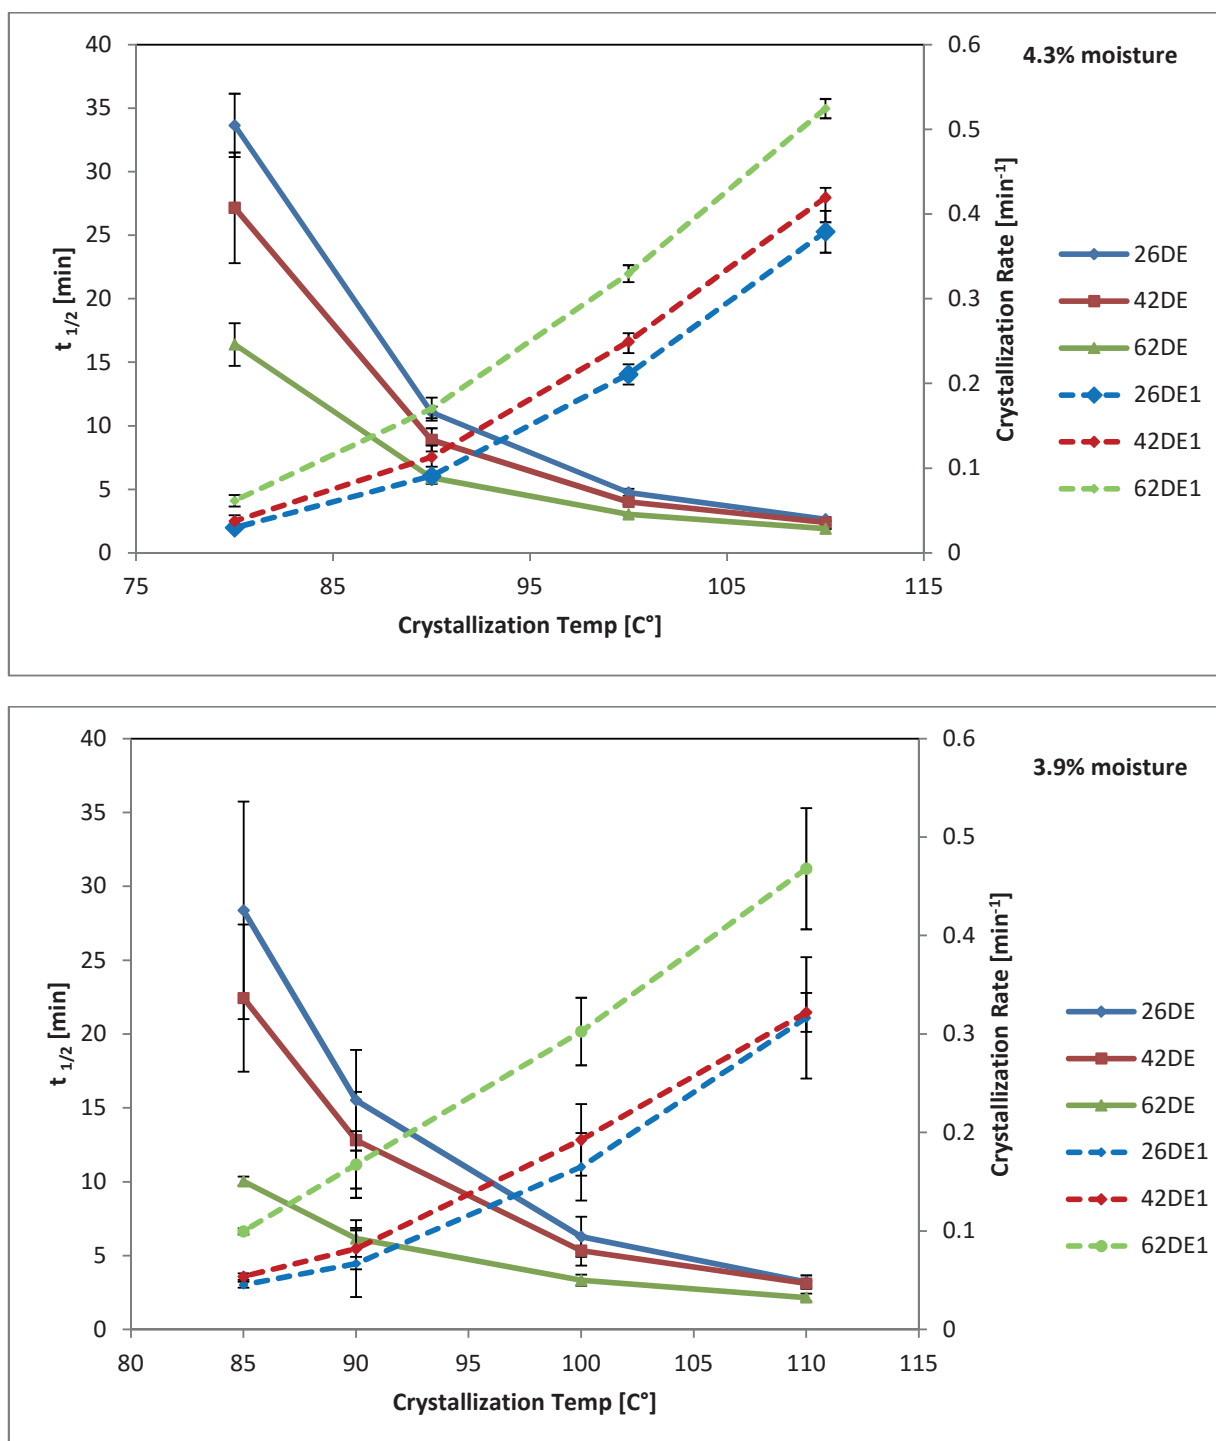 4.3% moisture
40
35
30
25
20
15
10
5
0
t 1/2 [min]
0.6
0.5
0.4
0.3
0.2
0.1
0
Crystallization Rate [min-1]
75 85 95 105 115
Crystallization Temp [C°]
26DE
42DE
62DE
26DE1
42DE1
62DE1
3.9% moisture
40
35
30
25
20
15
10
5
0
t 1/2 [min]
0.6
0.5
0.4
0.3
0.2
0.1
0
Crystallization Rate [min-1]
80 85 90 95 100 105 110 115
Crystallization Temp [C°]
26DE
42DE
62DE
26DE1
42DE1
62DE1